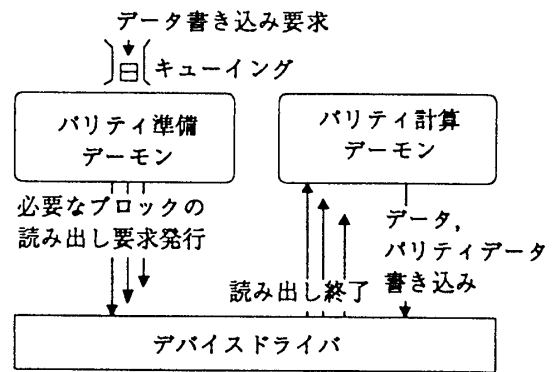 データ書き込み要求
キューイング
パリティ準備
デーモン
パリティ計算
デーモン
必要なブロックの
読み出し要求発行
データ,
パリティデータ
書き込み
読み出し終了
デバイスドライバ